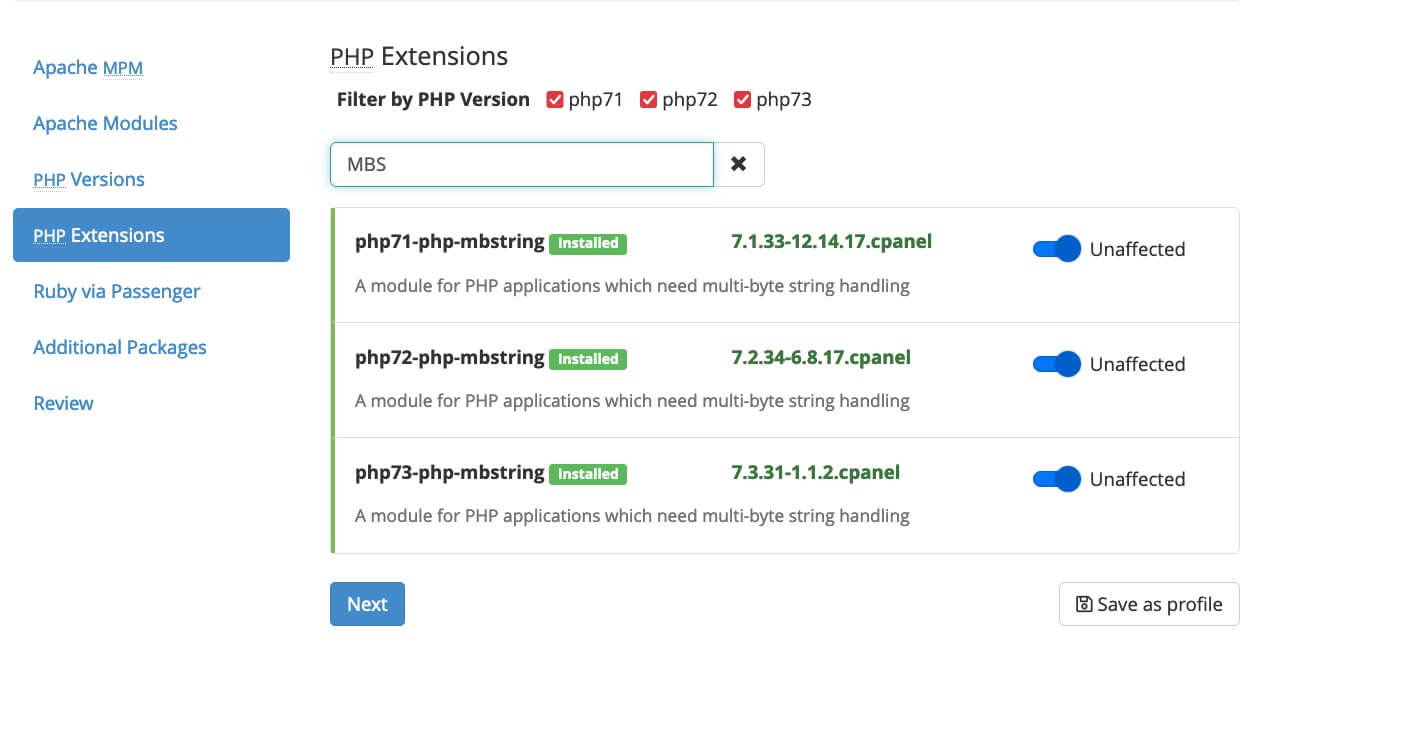 Apache MPM
Apache Modules
PHP Versions
PHP Extensions
Ruby via Passenger
Additional Packages
Review
PHP Extensions
Filter by PHP Version php71 php72 php73
MBS
php71-php-mbstring Installed 7.1.33-12.14.17.cpanel Unaffected
A module for PHP applications which need multi-byte string handling
php72-php-mbstring Installed 7.2.34-6.8.17.cpanel Unaffected
A module for PHP applications which need multi-byte string handling
php73-php-mbstring Installed 7.3.31-1.1.2.cpanel Unaffected
A module for PHP applications which need multi-byte string handling
Next Save as profile